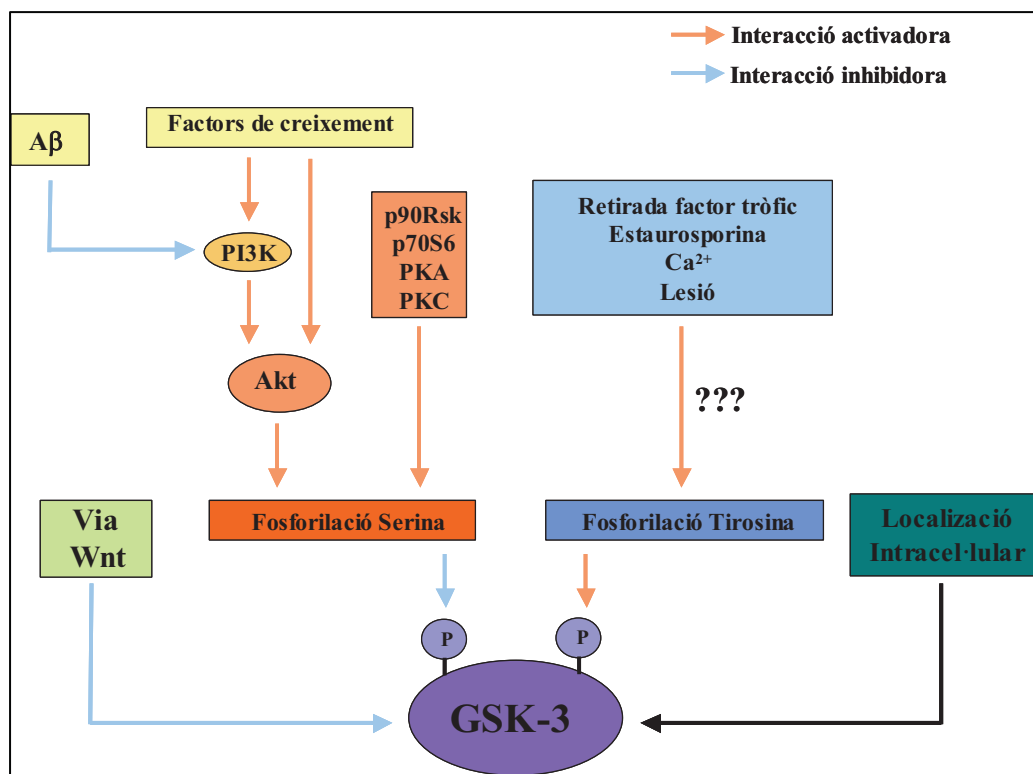 Interacció activadora
Interacció inhibidora
Factors de creixement
Aβ
p90Rsk
p70S6
PKA
PKC
Retirada factor tròfic
Estaurosporina
Ca²⁺
Lesió
PI3K
Akt
???
Via
Wnt
Fosforilació Serina
Fosforilació Tirosina
Localització
Intracel·lular
P
P
GSK-3